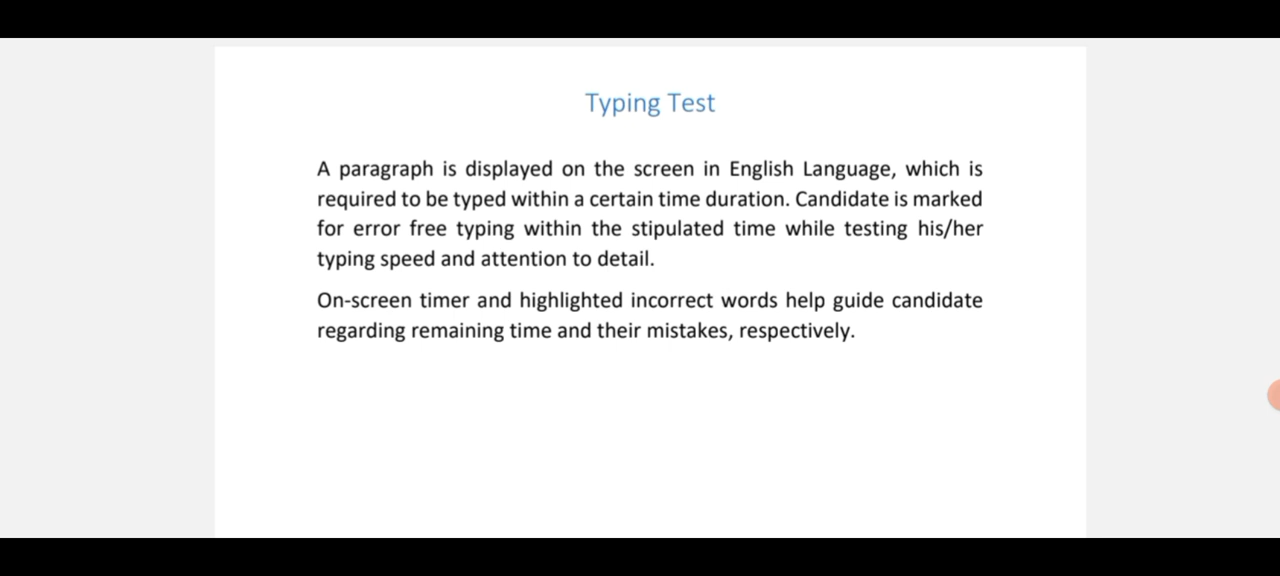 Typing Test
A paragraph is displayed on the screen in English Language, which is
required to be typed within a certain time duration. Candidate is marked
for error free typing within the stipulated time while testing his/her
typing speed and attention to detail.
On-screen timer and highlighted incorrect words help guide candidate
regarding remaining time and their mistakes, respectively.